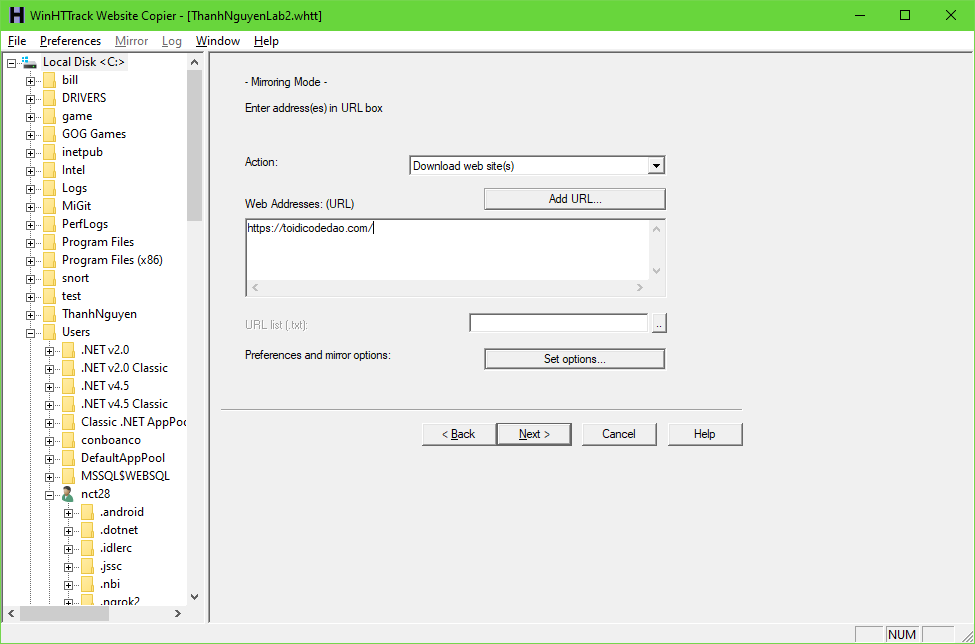 WinHTTrack Website Copier - [ThanhNguyenLab2.whtt]
File Preferences Mirror Log Window Help
Local Disk <C:>
bill
DRIVERS
game
GOG Games
inetpub
Intel
Logs
MiGit
PerfLogs
Program Files
Program Files (x86)
snort
test
ThanhNguyen
Users
.NET v2.0
.NET v2.0 Classic
.NET v4.5
.NET v4.5 Classic
Classic .NET AppPoo
conboanco
DefaultAppPool
MSSQL$WEBSQL
nct28
.android
.dotnet
.idlerc
.jssc
.nbi
.ngrok2
- Mirroring Mode -
Enter address(es) in URL box
Action:
Download web site(s)
Web Addresses: (URL)
Add URL...
https://toidicodedao.com/
URL list (.txt):
..
Preferences and mirror options:
Set options...
< Back
Next >
Cancel
Help
NUM